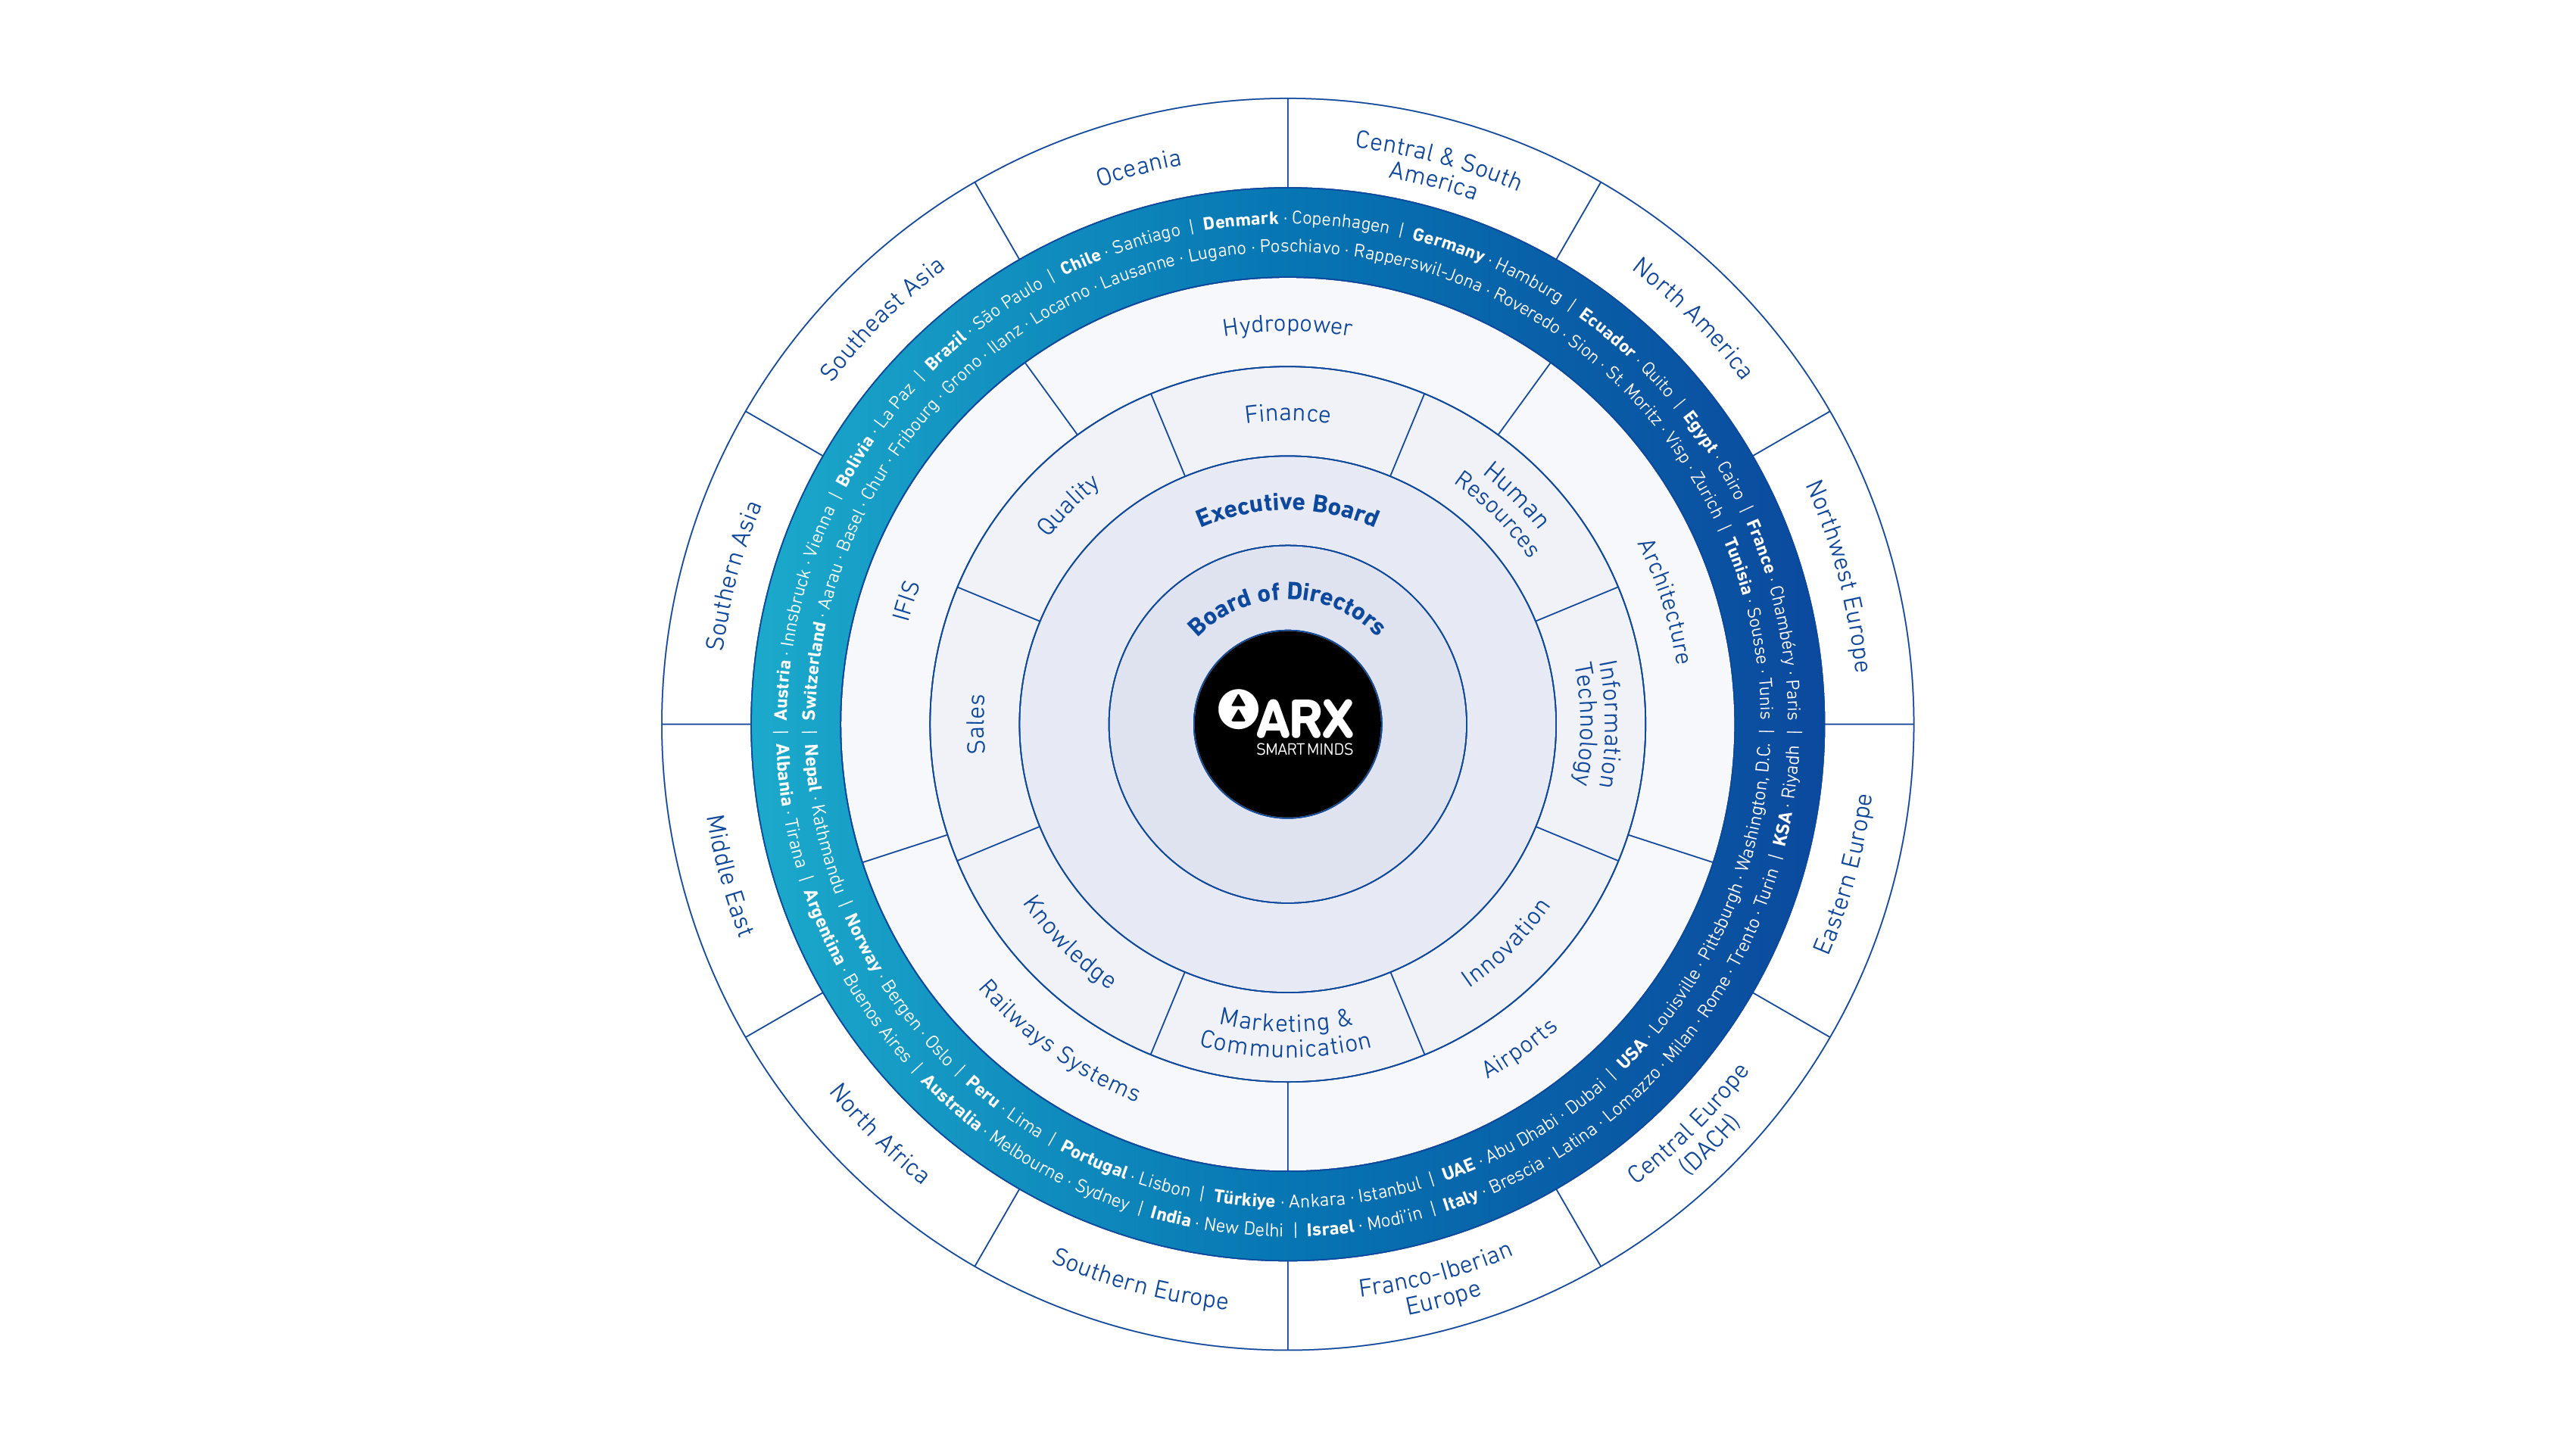 Oceania
Central & South
America
North America
Northwest Europe
Eastern Europe
Central Europe
(DACH)
Franco-Iberian
Europe
Southern Europe
North Africa
Middle East
Southern Asia
Southeast Asia
| Austria · Innsbruck · Vienna | Bolivia · La Paz | Brazil · São Paulo | Chile · Santiago | Denmark · Copenhagen | Germany · Hamburg | Ecuador · Quito | Egypt · Cairo | France · Chambéry · Paris |
| Switzerland · Aarau · Basel · Chur · Fribourg · Grono · Ilanz · Locarno · Lausanne · Lugano · Poschiavo · Rapperswil-Jona · Roveredo · Sion · St. Moritz · Visp · Zurich | Tunisia · Sousse · Tunis |
Nepal · Kathmandu | Norway · Bergen · Oslo | Peru · Lima | Portugal · Lisbon | Türkiye · Ankara · Istanbul | UAE · Abu Dhabi · Dubai | USA · Louisville · Pittsburgh · Washington, D.C.
Albania · Tirana | Argentina · Buenos Aires | Australia · Melbourne · Sydney | India · New Delhi | Israel · Modi'in | Italy · Brescia · Latina · Lomazzo · Milan · Rome · Trento · Turin | KSA · Riyadh
Hydropower
Architecture
Airports
Railways Systems
IFIS
Finance
Human
Resources
Information
Technology
Innovation
Marketing &
Communication
Knowledge
Sales
Quality
Executive Board
Board of Directors
ARX
SMART MINDS